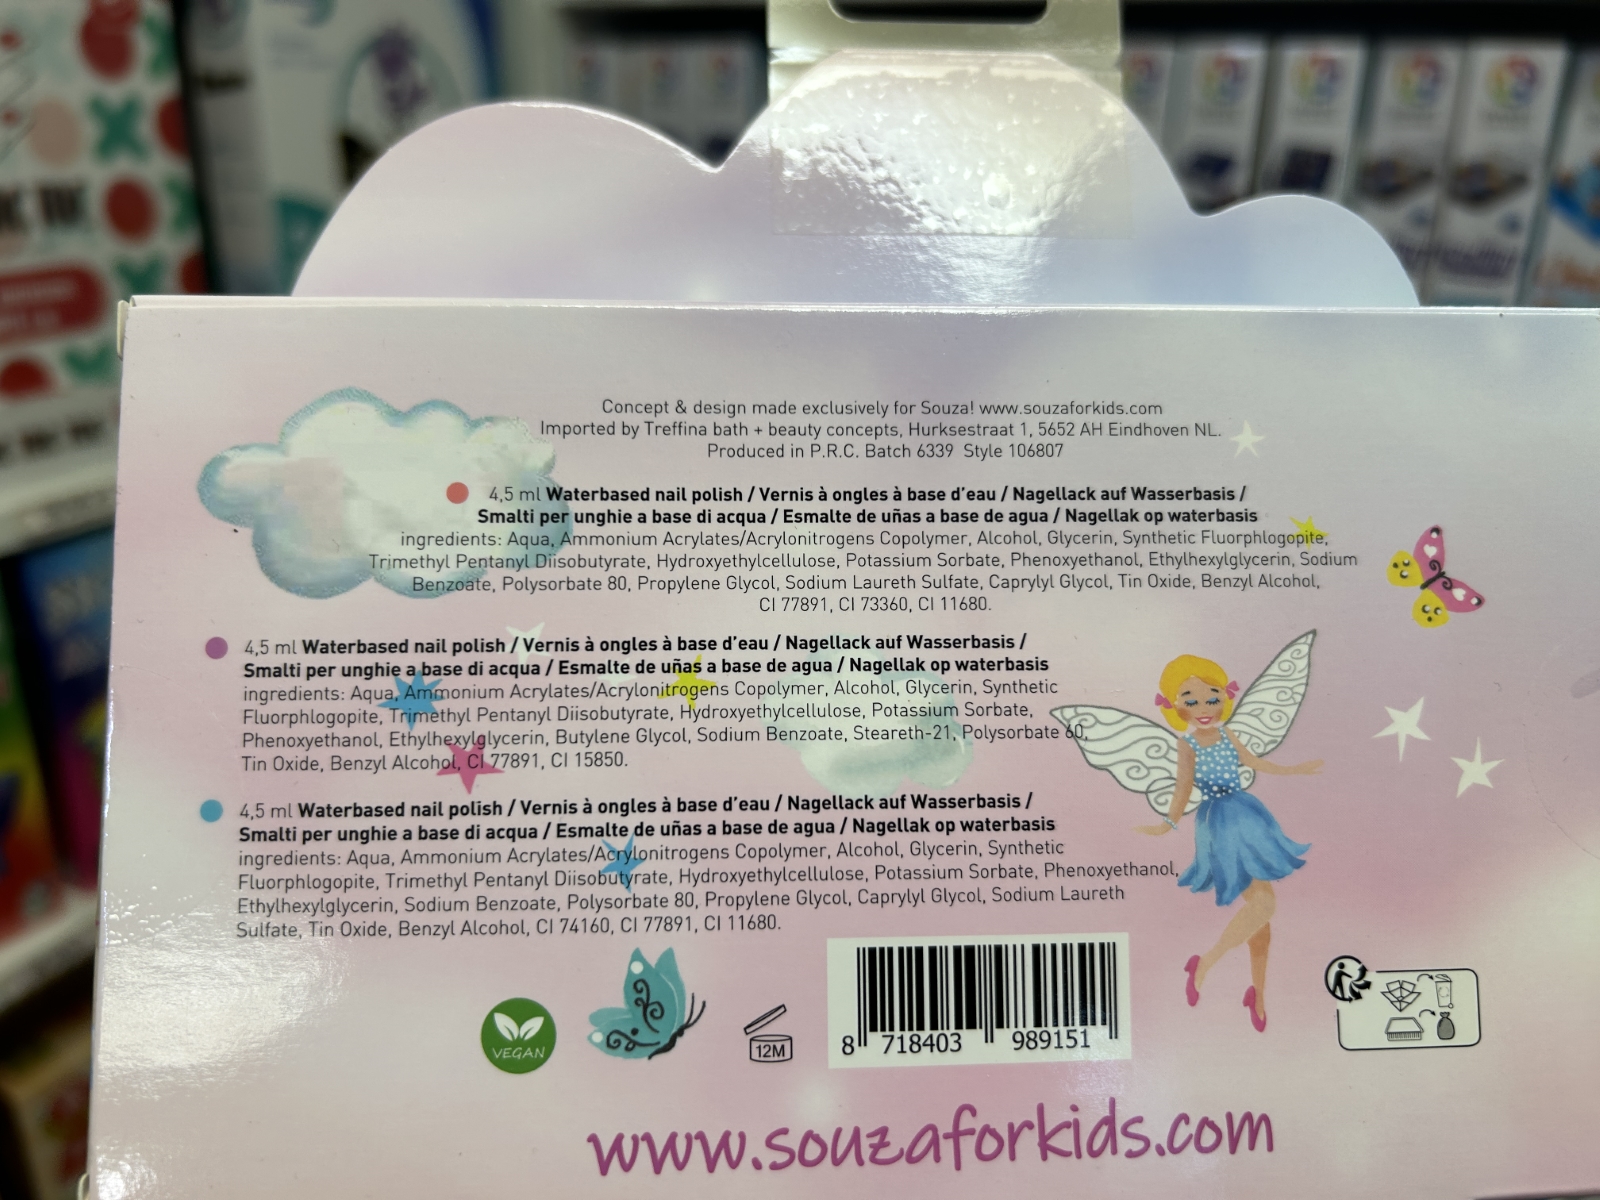 Concept & design made exclusively for Souza! www.souzaforkids.com
Imported by Treffina bath + beauty concepts, Hurksestraat 1, 5652 AH Eindhoven NL.
Produced in P.R.C. Batch 6339 Style 106807
4,5 ml Waterbased nail polish / Vernis à ongles à base d'eau / Nagellack auf Wasserbasis /
Smalti per unghie a base di acqua / Esmalte de uñas a base de agua / Nagellak op waterbasis
ingredients: Aqua, Ammonium Acrylates/Acrylonitrogens Copolymer, Alcohol, Glycerin, Synthetic Fluorphlogopite,
Trimethyl Pentanyl Diisobutyrate, Hydroxyethylcellulose, Potassium Sorbate, Phenoxyethanol, Ethylhexylglycerin, Sodium
Benzoate, Polysorbate 80, Propylene Glycol, Sodium Laureth Sulfate, Caprylyl Glycol, Tin Oxide, Benzyl Alcohol,
CI 77891, CI 73360, CI 11680.
4,5 ml Waterbased nail polish / Vernis à ongles à base d'eau / Nagellack auf Wasserbasis /
Smalti per unghie a base di acqua / Esmalte de uñas a base de agua / Nagellak op waterbasis
ingredients: Aqua, Ammonium Acrylates/Acrylonitrogens Copolymer, Alcohol, Glycerin, Synthetic
Fluorphlogopite, Trimethyl Pentanyl Diisobutyrate, Hydroxyethylcellulose, Potassium Sorbate,
Phenoxyethanol, Ethylhexylglycerin, Butylene Glycol, Sodium Benzoate, Steareth-21, Polysorbate 60,
Tin Oxide, Benzyl Alcohol, CI 77891, CI 15850.
4,5 ml Waterbased nail polish / Vernis à ongles à base d'eau / Nagellack auf Wasserbasis /
Smalti per unghie a base di acqua / Esmalte de uñas a base de agua / Nagellak op waterbasis
ingredients: Aqua, Ammonium Acrylates/Acrylonitrogens Copolymer, Alcohol, Glycerin, Synthetic
Fluorphlogopite, Trimethyl Pentanyl Diisobutyrate, Hydroxyethylcellulose, Potassium Sorbate, Phenoxyethanol,
Ethylhexylglycerin, Sodium Benzoate, Polysorbate 80, Propylene Glycol, Caprylyl Glycol, Sodium Laureth
Sulfate, Tin Oxide, Benzyl Alcohol, CI 74160, CI 77891, CI 11680.
VEGAN
12M
8 718403 989151
www.souzaforkids.com